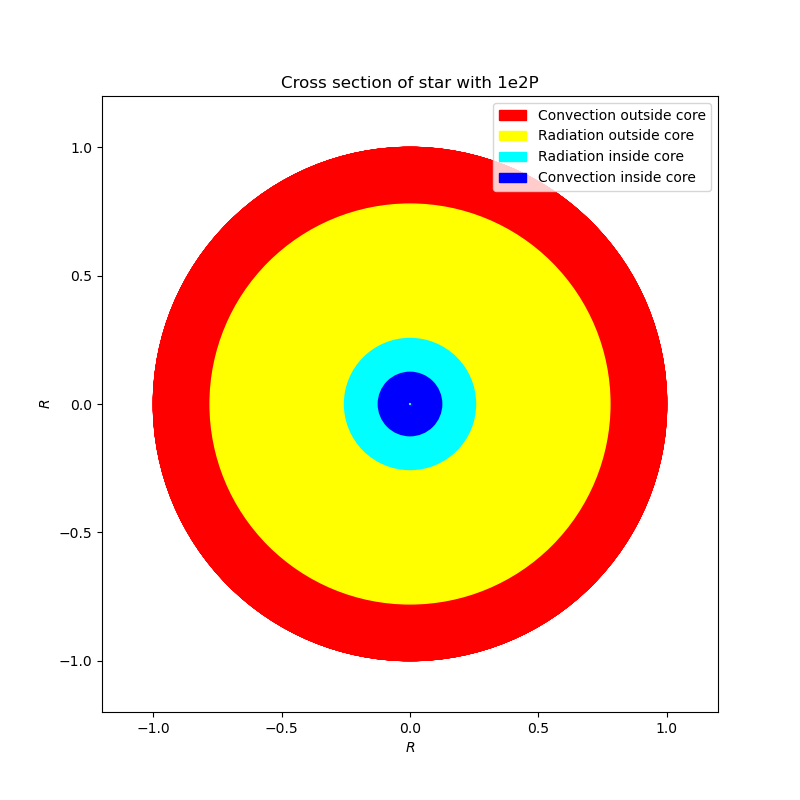 Cross section of star with 1e2P
Convection outside core
Radiation outside core
Radiation inside core
Convection inside core
1.0
0.5
0.0
−0.5
−1.0
R
−1.0
−0.5
0.0
0.5
1.0
R